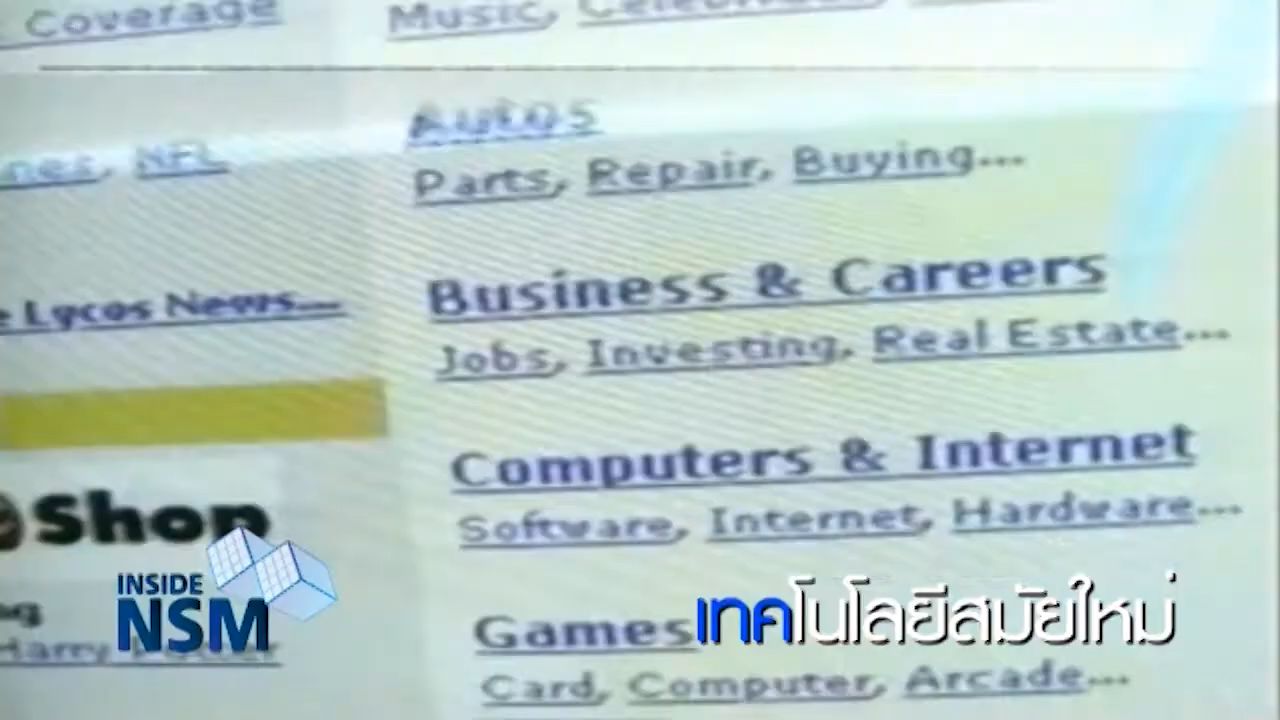 Coverage
Music,
Autos
NFL
Parts, Repair, Buying...
Business & Careers
Lycos News...
Jobs, Investing, Real Estate...
Computers & Internet
Shop
Software, Internet, Hardware...
INSIDE
NSM
เทคโนโลยีสมัยใหม่
Games
Harry
Card, Computer, Arcade...